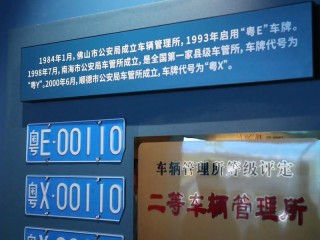 1984年1月,佛山市公安局成立车辆管理所,1993年启用“粤E”车牌。
1998年7月,南海市公安局车管所成立,是全国第一家县级车管所,车牌代号为
“粤Y”。2000年6月,顺德市公安局车管所成立,车牌代号为“粤X”。
粤E·00110
粤X·00110
车辆管理所等级评定
二等车辆管理所